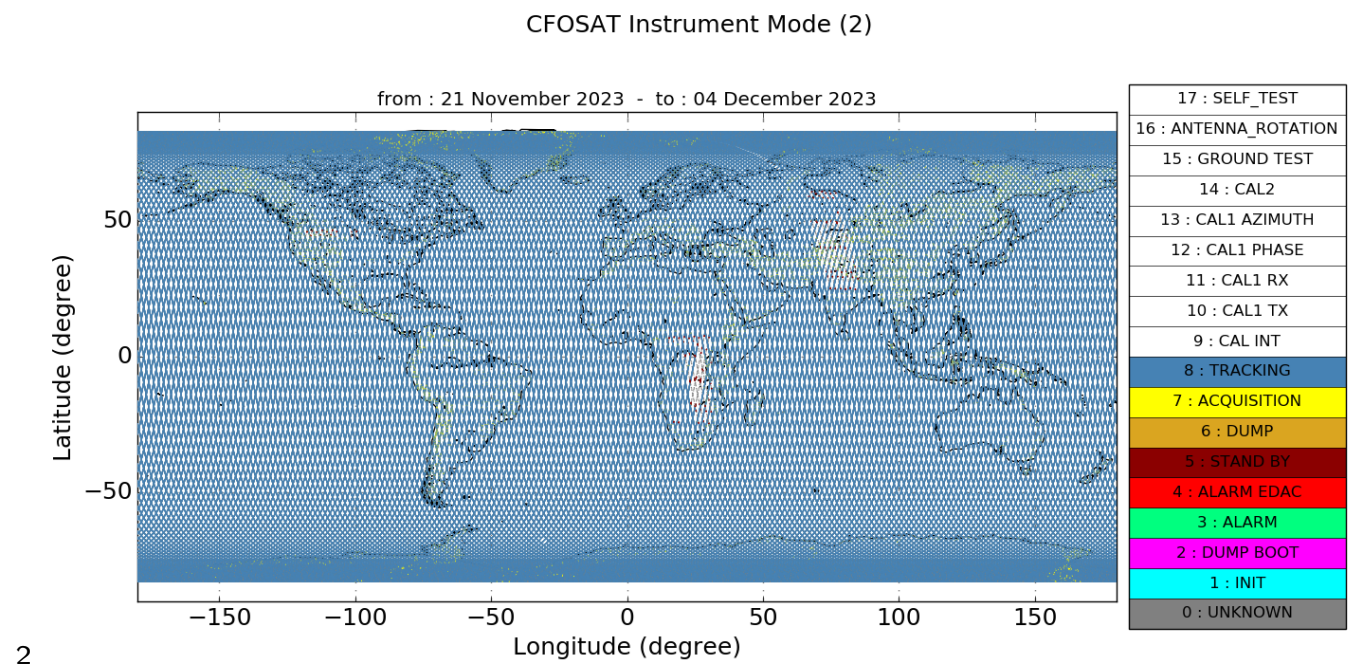 CFOSAT Instrument Mode (2)
from : 21 November 2023  -  to : 04 December 2023
17 : SELF_TEST
16 : ANTENNA_ROTATION
15 : GROUND TEST
14 : CAL2
13 : CAL1 AZIMUTH
12 : CAL1 PHASE
11 : CAL1 RX
10 : CAL1 TX
9 : CAL INT
8 : TRACKING
7 : ACQUISITION
6 : DUMP
5 : STAND BY
4 : ALARM EDAC
3 : ALARM
2 : DUMP BOOT
1 : INIT
0 : UNKNOWN
Latitude (degree)
50
0
−50
−150 −100 −50 0 50 100 150
Longitude (degree)
2